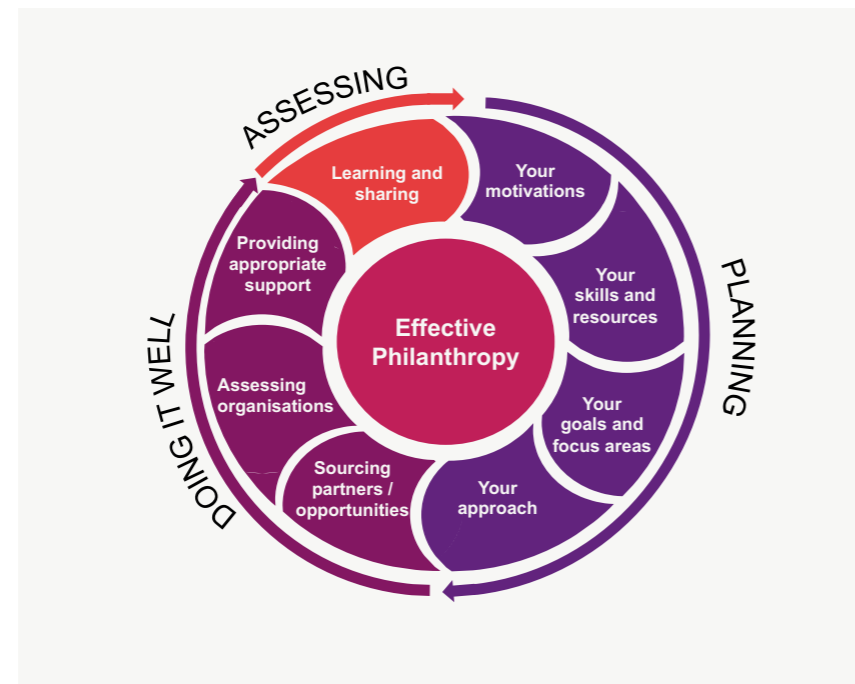 ASSESSING
Learning and
sharing
Your
motivations
Your
skills and
resources
PLANNING
Your
goals and
focus areas
Your
approach
Sourcing
partners /
opportunities
DOING IT WELL
Assessing
organisations
Providing
appropriate
support
Effective
Philanthropy